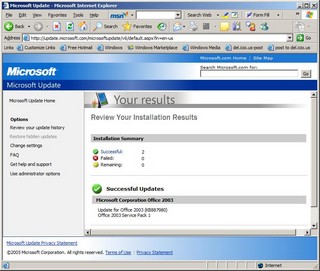 Microsoft Update - Microsoft Internet Explorer
File Edit View Favorites Tools Help
msn Search Web Form Fill
Back Search Favorites
Address http://update.microsoft.com/microsoftupdate/v6/default.aspx?ln=en-us Go
Links Customize Links Free Hotmail Windows Windows Marketplace Windows Media del.icio.us post to del.icio.us
Microsoft.com Home | Site Map
Microsoft
Search Microsoft.com for:
Go
Microsoft Update
Microsoft Update Home
Options
Review your update history
Restore hidden updates
Change settings
FAQ
Get help and support
Use administrator options
Your results
Review Your Installation Results
Installation Summary
Successful: 2
Failed: 0
Remaining: 0
Successful Updates
Microsoft Corporation Office 2003
Update for Office 2003 (KB887980)
Office 2003 Service Pack 1
Microsoft Update Privacy Statement
©2005 Microsoft Corporation. All rights reserved. Terms of Use | Privacy Statement
Internet